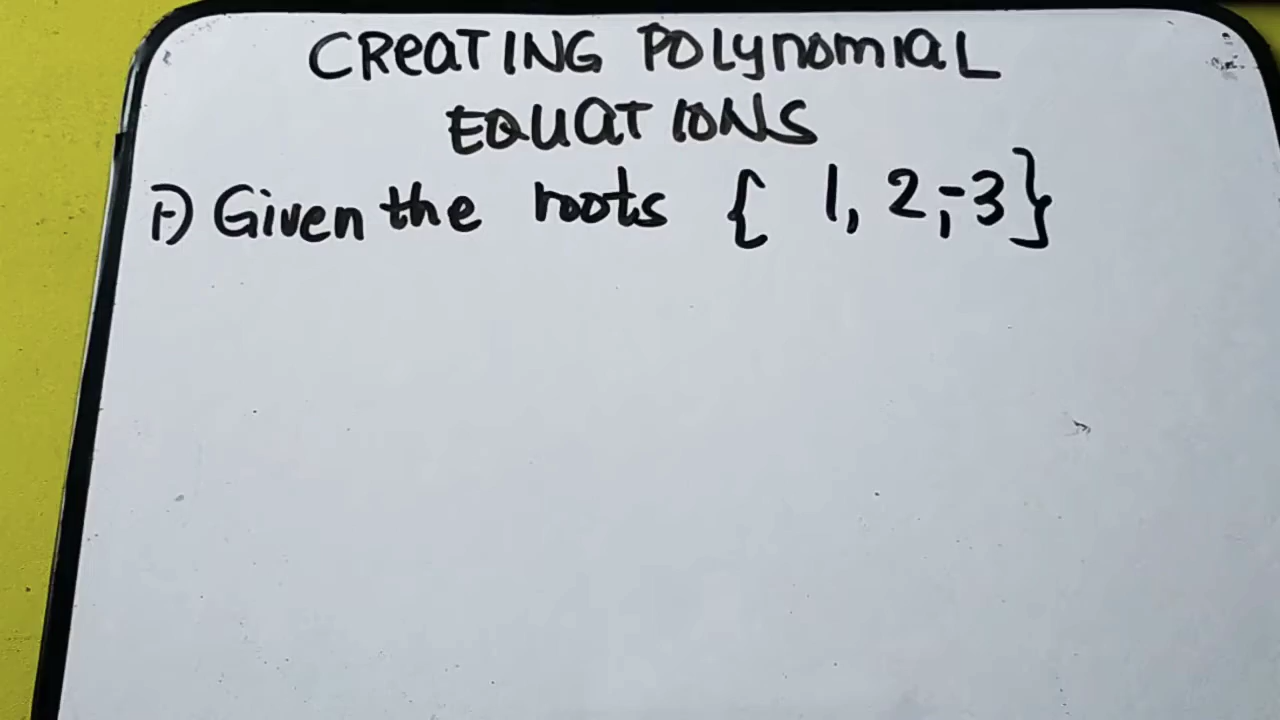 CREATING POLYNOMIAL
EQUATIONS
1) Given the roots { 1, 2, -3}